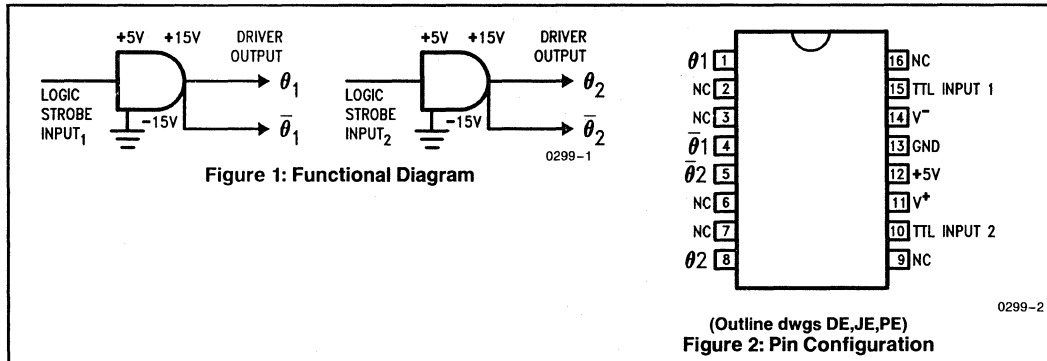 +5V +15V DRIVER OUTPUT θ1
LOGIC STROBE INPUT1
-15V θ̅1
+5V +15V DRIVER OUTPUT θ2
LOGIC STROBE INPUT2
-15V θ̅2
0299-1
Figure 1: Functional Diagram
θ1 1
NC 2
NC 3
θ̅1 4
θ̅2 5
NC 6
NC 7
θ2 8
16 NC
15 TTL INPUT 1
14 V-
13 GND
12 +5V
11 V+
10 TTL INPUT 2
9 NC
0299-2
(Outline dwgs DE,JE,PE)
Figure 2: Pin Configuration